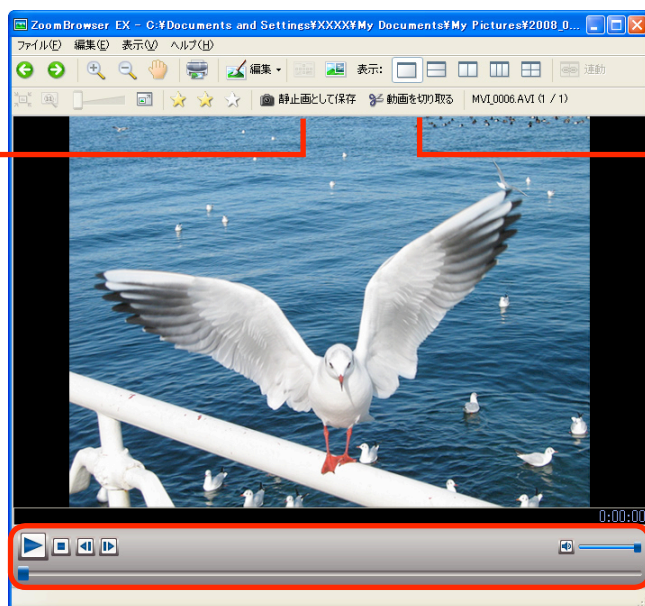 ZoomBrowser EX - C:¥Documents and Settings¥XXXX¥My Documents¥My Pictures¥2008_0...
ファイル(F) 編集(E) 表示(V) ヘルプ(H)
編集 表示: 連動
静止画として保存 動画を切り取る MVI_0006.AVI (1 / 1)
0:00:00